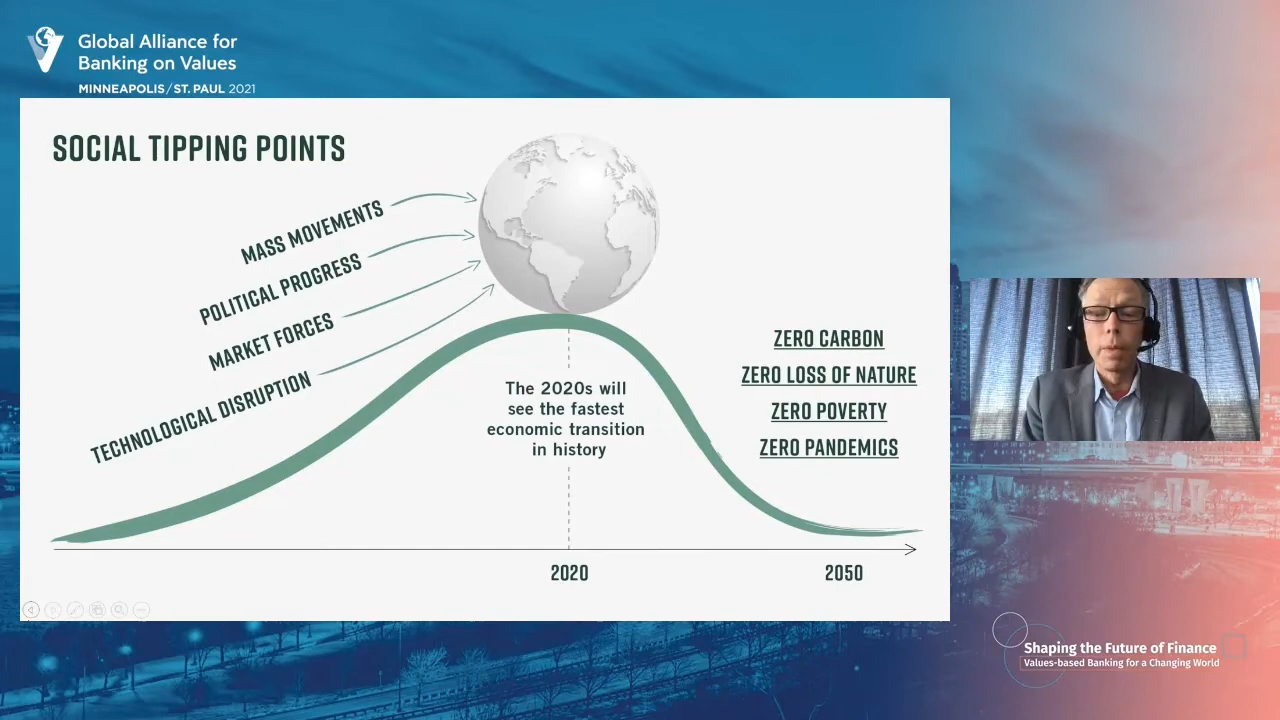 Global Alliance for
Banking on Values
MINNEAPOLIS/ST. PAUL 2021
SOCIAL TIPPING POINTS
MASS MOVEMENTS
POLITICAL PROGRESS
MARKET FORCES
TECHNOLOGICAL DISRUPTION
The 2020s will
see the fastest
economic transition
in history
ZERO CARBON
ZERO LOSS OF NATURE
ZERO POVERTY
ZERO PANDEMICS
2020
2050
Shaping the Future of Finance
Values-based Banking for a Changing World